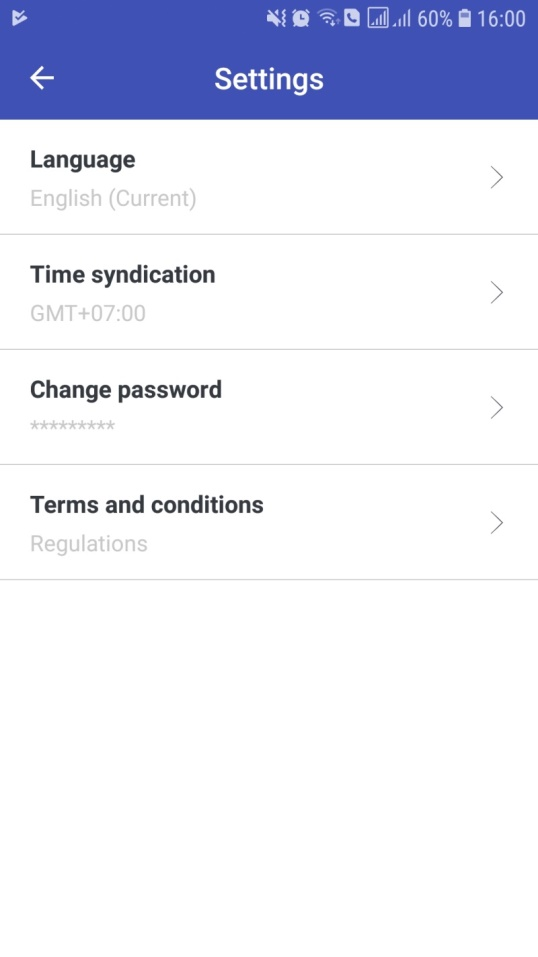 60% 16:00
Settings
Language
English (Current)
Time syndication
GMT+07:00
Change password
*********
Terms and conditions
Regulations